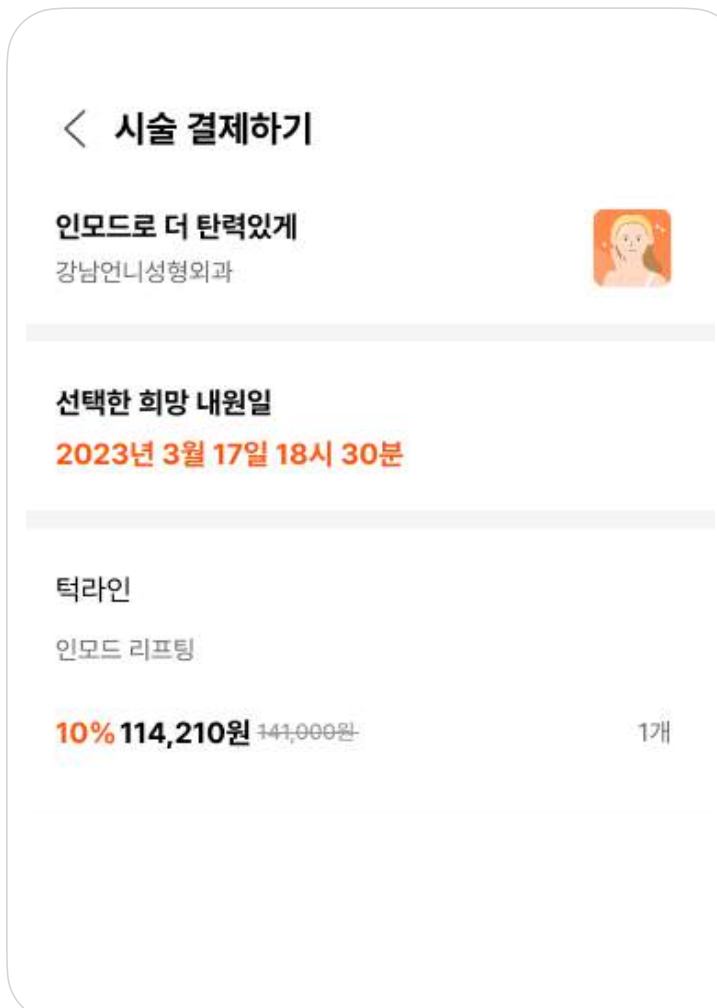 시술 결제하기
인모드로 더 탄력있게
강남언니성형외과
선택한 희망 내원일
2023년 3월 17일 18시 30분
턱라인
인모드 리프팅
10% 114,210원 141,000원 1개